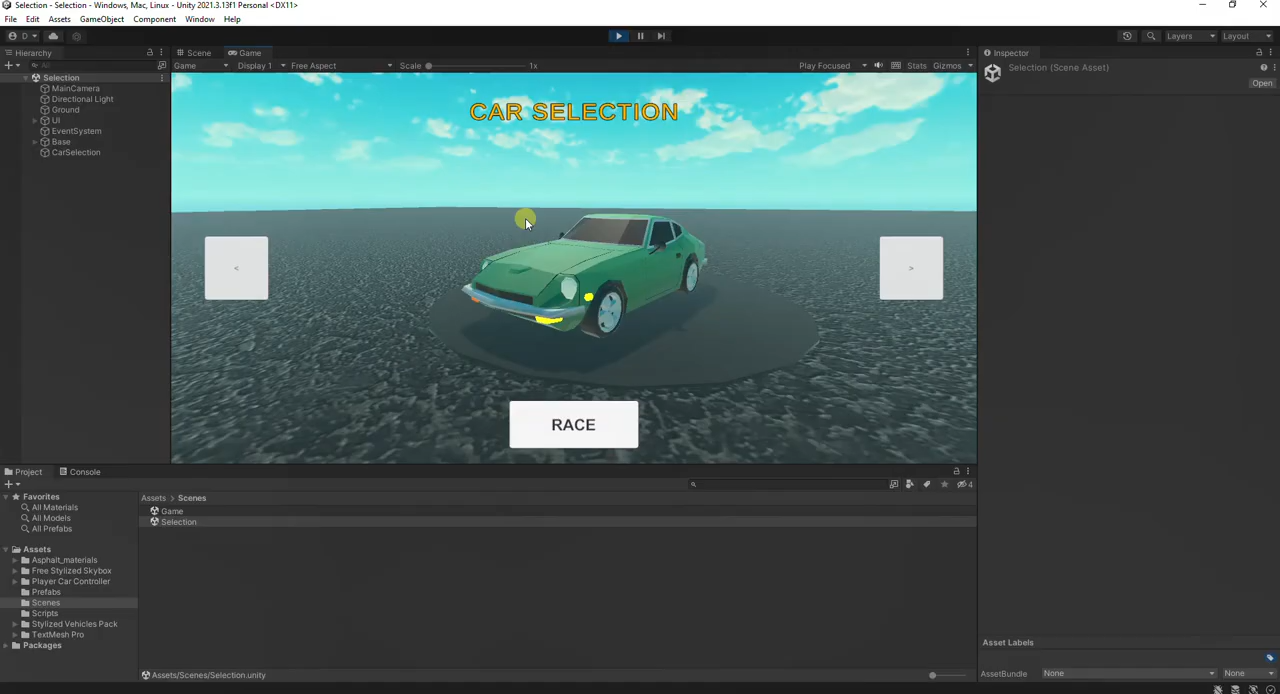 Selection - Windows, Mac, Linux - Unity 2021.3.13f1 Personal <DX11>
File Edit Assets GameObject Component Window Help
D
Layers Layout
Hierarchy
Scene Game
Inspector
All
Game Display 1 Free Aspect Scale 1x Play Focused Stats Gizmos
Selection (Scene Asset)
Open
Selection
MainCamera
Directional Light
Ground
UI
EventSystem
Base
CarSelection
CAR SELECTION
<
>
RACE
Project Console
4
Favorites
All Materials
All Models
All Prefabs
Assets
Asphalt_materials
Free Stylized Skybox
Player Car Controller
Prefabs
Scenes
Scripts
Stylized Vehicles Pack
TextMesh Pro
Packages
Assets > Scenes
Game
Selection
Assets/Scenes/Selection.unity
Asset Labels
AssetBundle None None